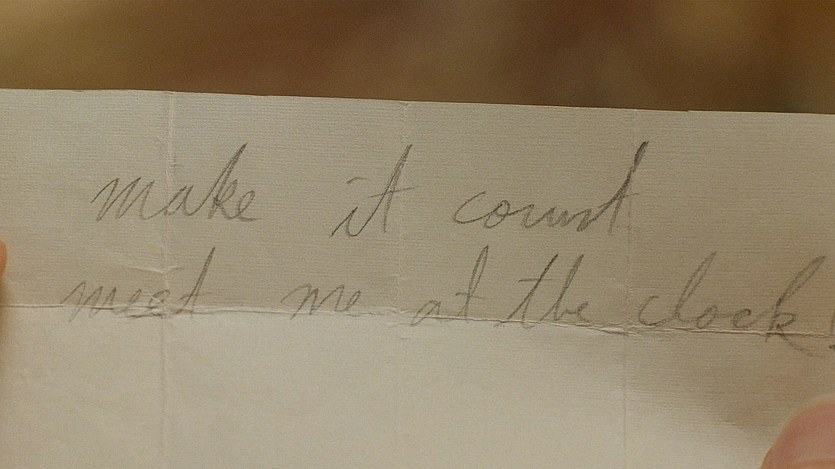 make it count
meet me at the clock!